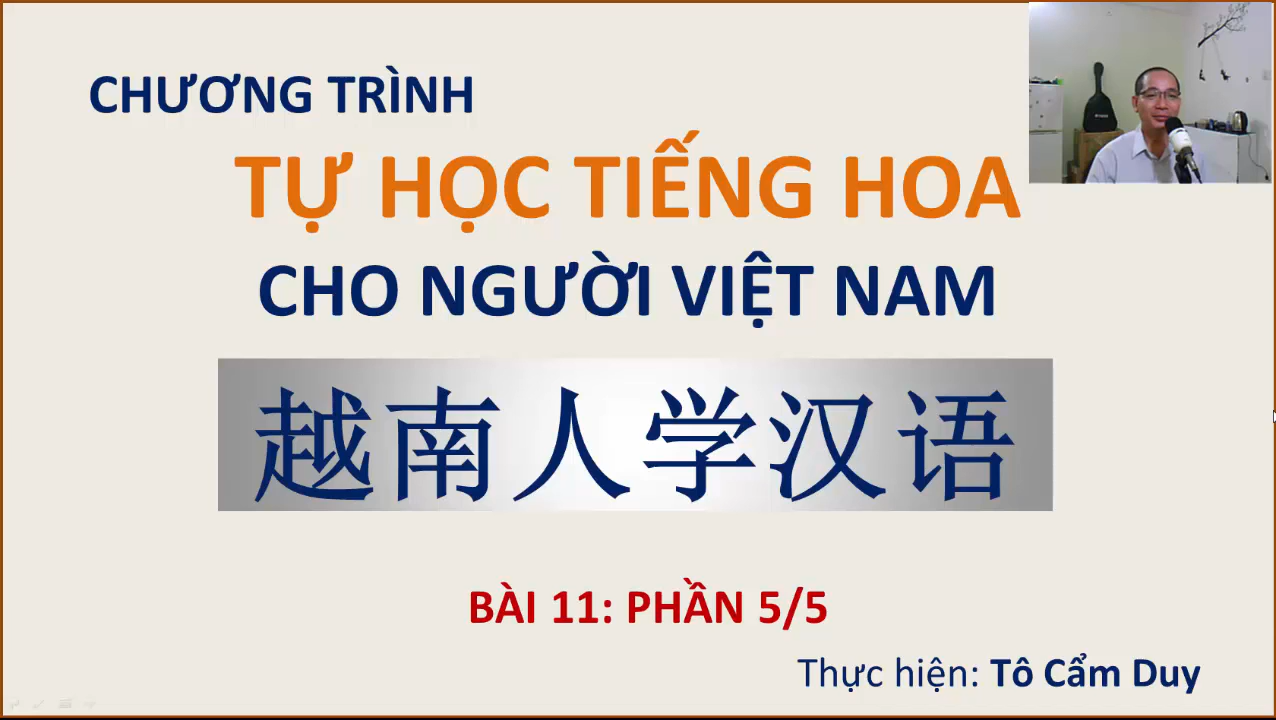 CHƯƠNG TRÌNH
TỰ HỌC TIẾNG HOA
CHO NGƯỜI VIỆT NAM
越南人学汉语
BÀI 11: PHẦN 5/5
Thực hiện: Tô Cẩm Duy